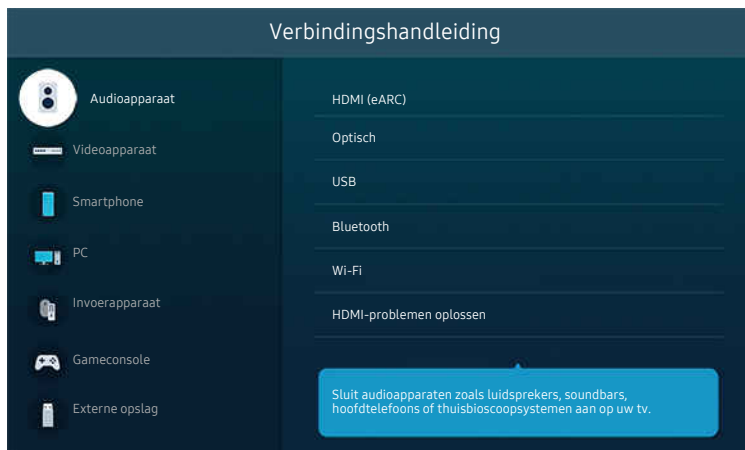 Verbindingshandleiding
Audioapparaat
Videoapparaat
Smartphone
PC
Invoerapparaat
Gameconsole
Externe opslag
HDMI (eARC)
Optisch
USB
Bluetooth
Wi-Fi
HDMI-problemen oplossen
Sluit audioapparaten zoals luidsprekers, soundbars,
hoofdtelefoons of thuisbioscoopsystemen aan op uw tv.